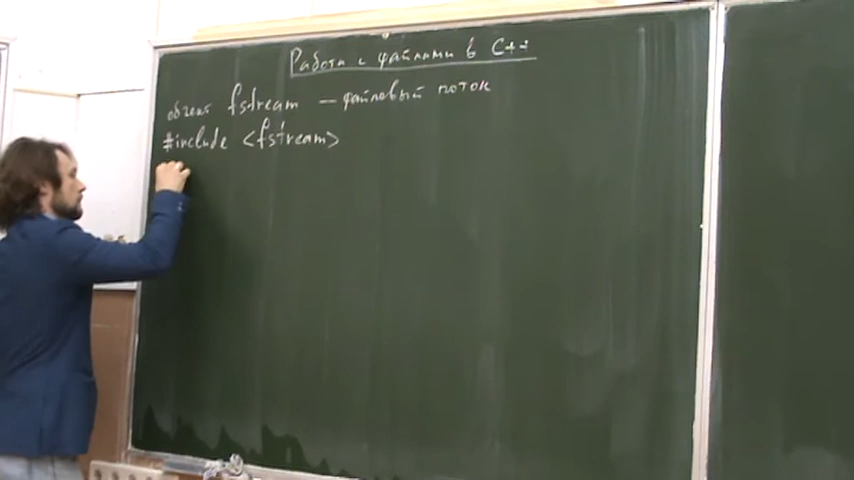 Работа с файлами в C++
объект fstream — файловый поток
#include <fstream>